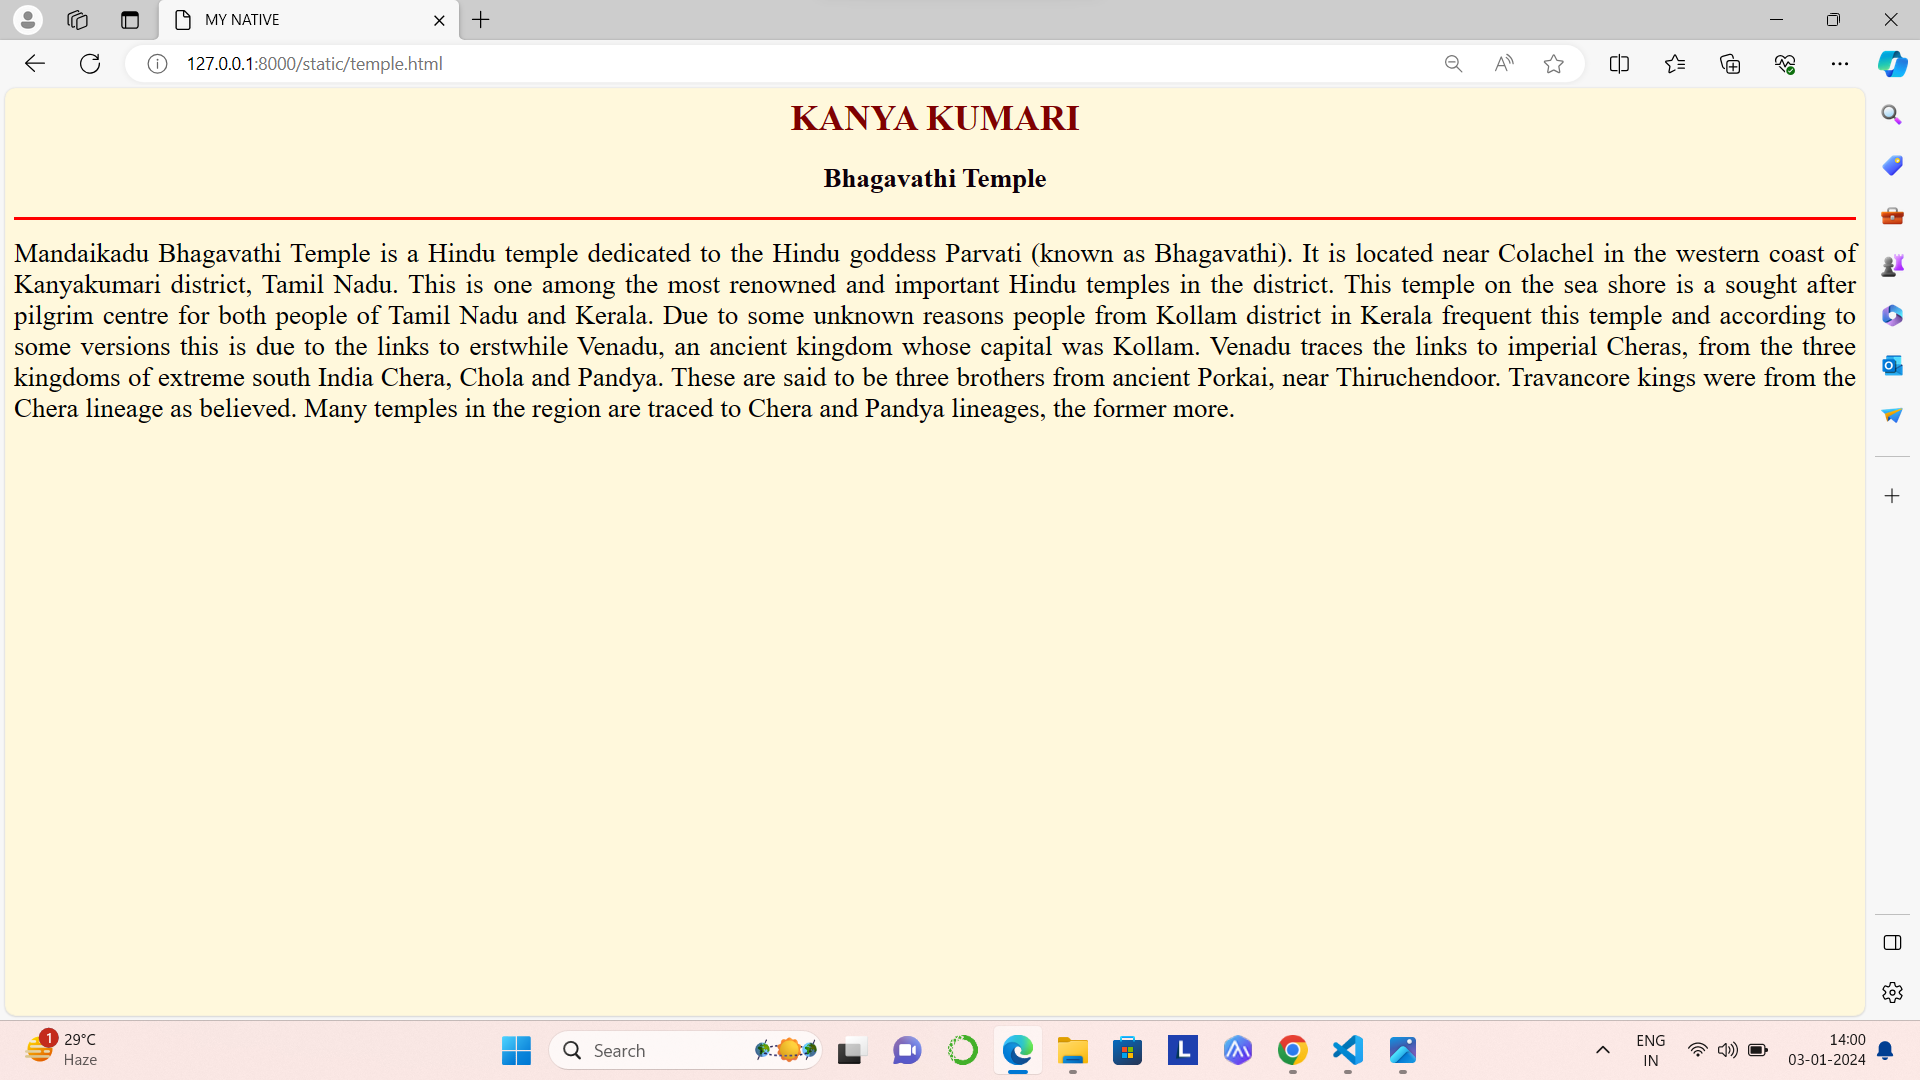 MY NATIVE
127.0.0.1:8000/static/temple.html
KANYA KUMARI
Bhagavathi Temple
Mandaikadu Bhagavathi Temple is a Hindu temple dedicated to the Hindu goddess Parvati (known as Bhagavathi). It is located near Colachel in the western coast of
Kanyakumari district, Tamil Nadu. This is one among the most renowned and important Hindu temples in the district. This temple on the sea shore is a sought after
pilgrim centre for both people of Tamil Nadu and Kerala. Due to some unknown reasons people from Kollam district in Kerala frequent this temple and according to
some versions this is due to the links to erstwhile Venadu, an ancient kingdom whose capital was Kollam. Venadu traces the links to imperial Cheras, from the three
kingdoms of extreme south India Chera, Chola and Pandya. These are said to be three brothers from ancient Porkai, near Thiruchendoor. Travancore kings were from the
Chera lineage as believed. Many temples in the region are traced to Chera and Pandya lineages, the former more.
1
29°C
Haze
Search
L
ENG
IN
14:00
03-01-2024